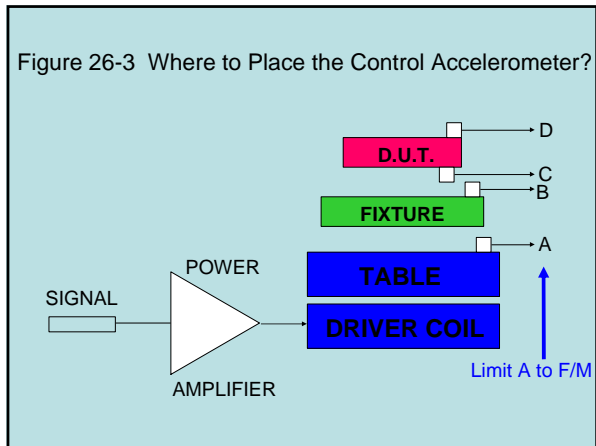 Figure 26-3 Where to Place the Control Accelerometer?
D
D.U.T.
C
B
FIXTURE
A
POWER
TABLE
SIGNAL
DRIVER COIL
Limit A to F/M
AMPLIFIER